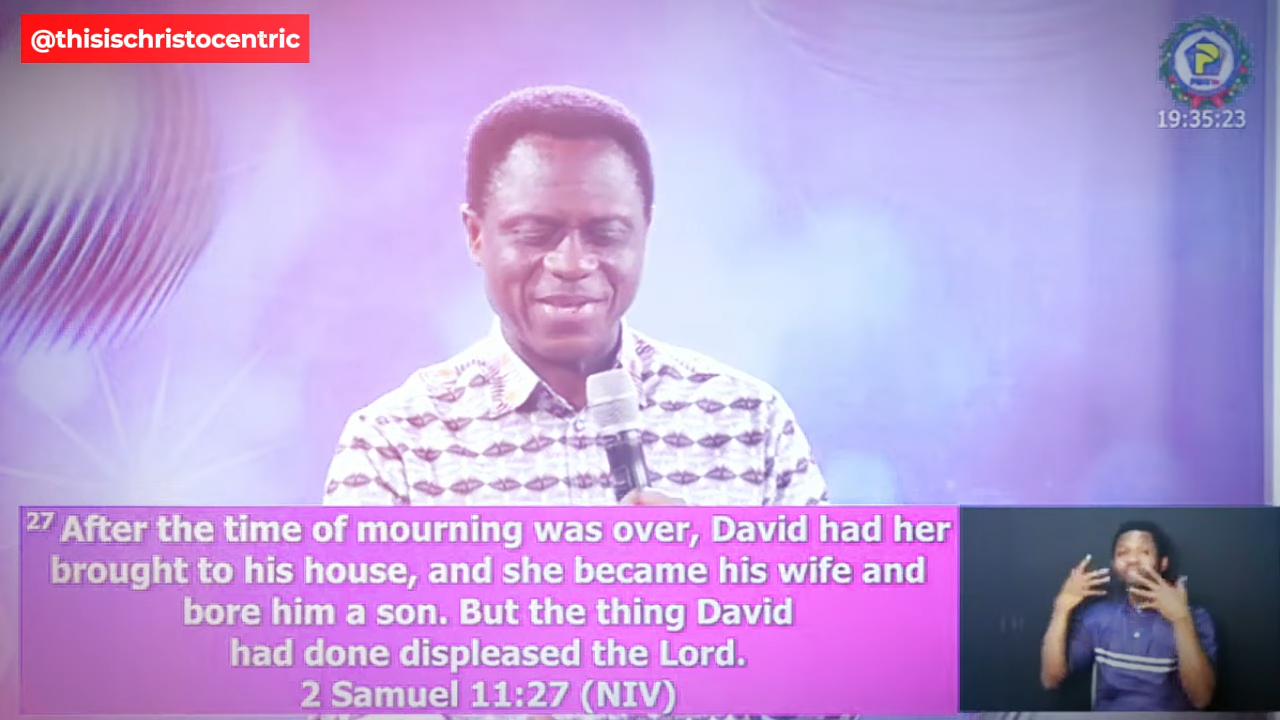 @thisischristocentric
P
19:35:23
27 After the time of mourning was over, David had her
brought to his house, and she became his wife and
bore him a son. But the thing David
had done displeased the Lord.
2 Samuel 11:27 (NIV)